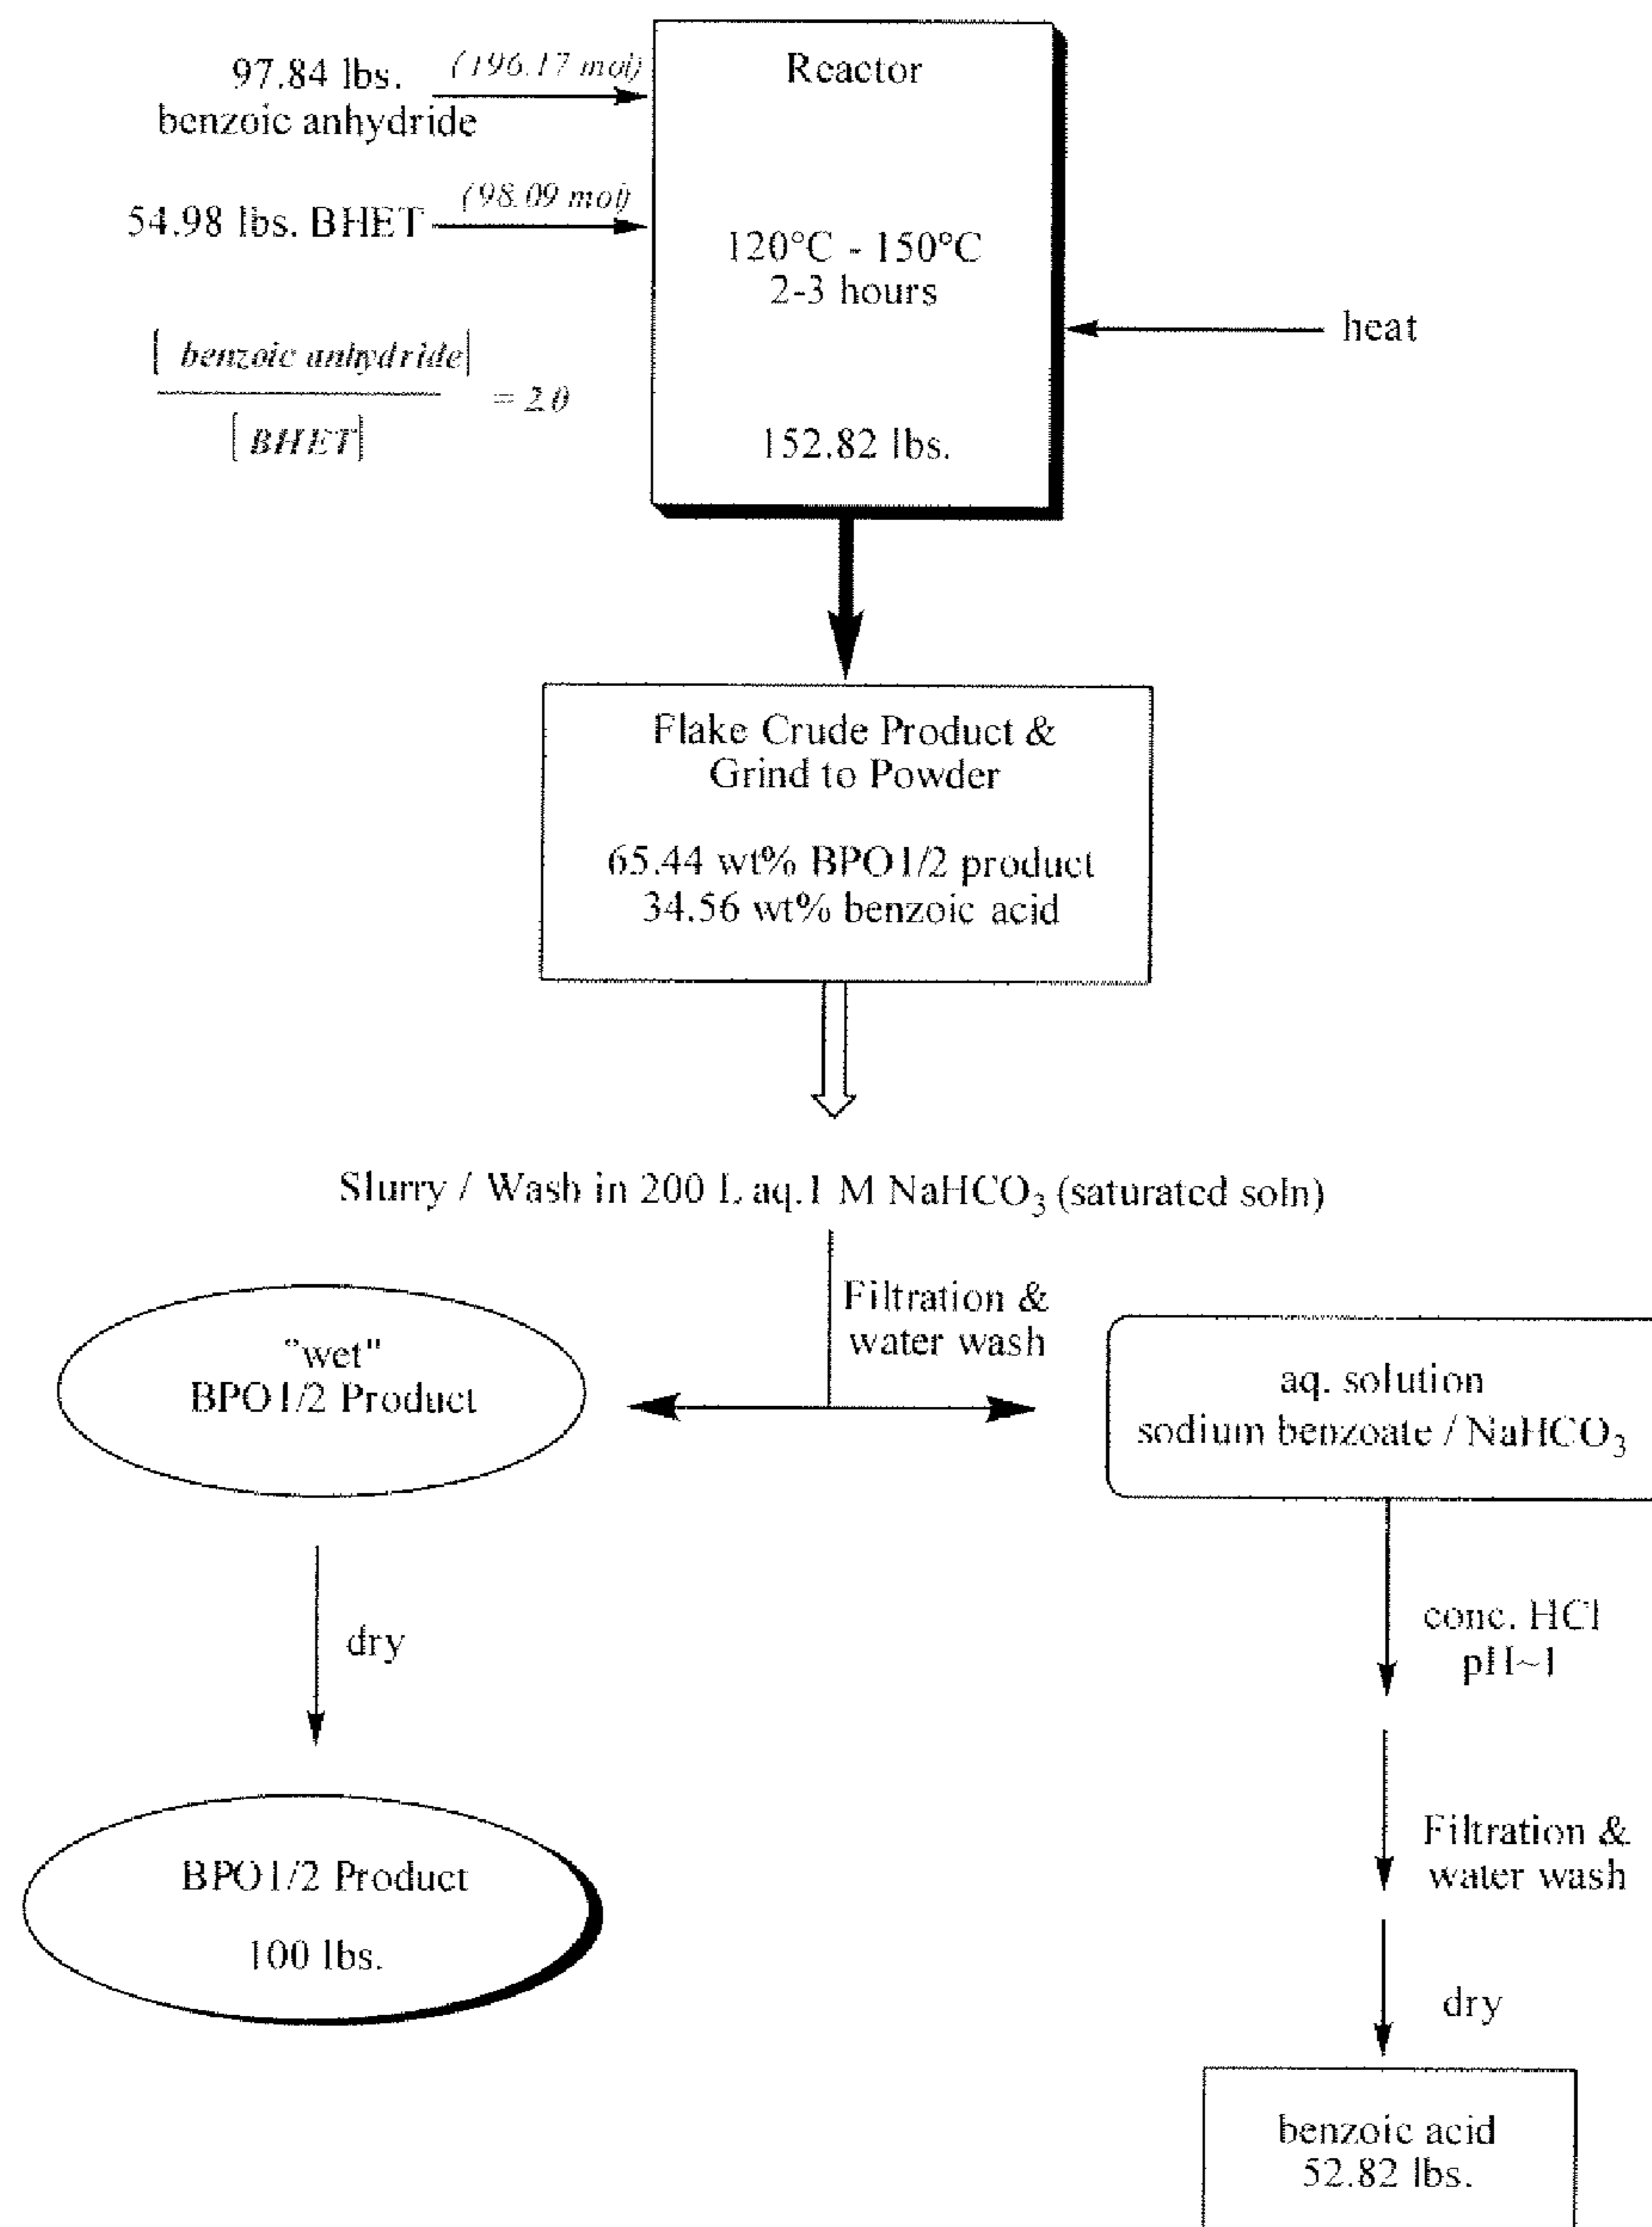 97.84 lbs.
benzoic anhydride
(196.17 mol)
54.98 lbs. BHET
(98.09 mol)
[ benzoic anhydride]
[ BHET]
= 2.0
Reactor
120°C - 150°C
2-3 hours
152.82 lbs.
heat
Flake Crude Product &
Grind to Powder
65.44 wt% BPO1/2 product
34.56 wt% benzoic acid
Slurry / Wash in 200 L aq.1 M NaHCO₃ (saturated soln)
Filtration &
water wash
"wet"
BPO1/2 Product
aq. solution
sodium benzoate / NaHCO₃
dry
conc. HCl
pH~1
Filtration &
water wash
BPO1/2 Product
100 lbs.
dry
benzoic acid
52.82 lbs.